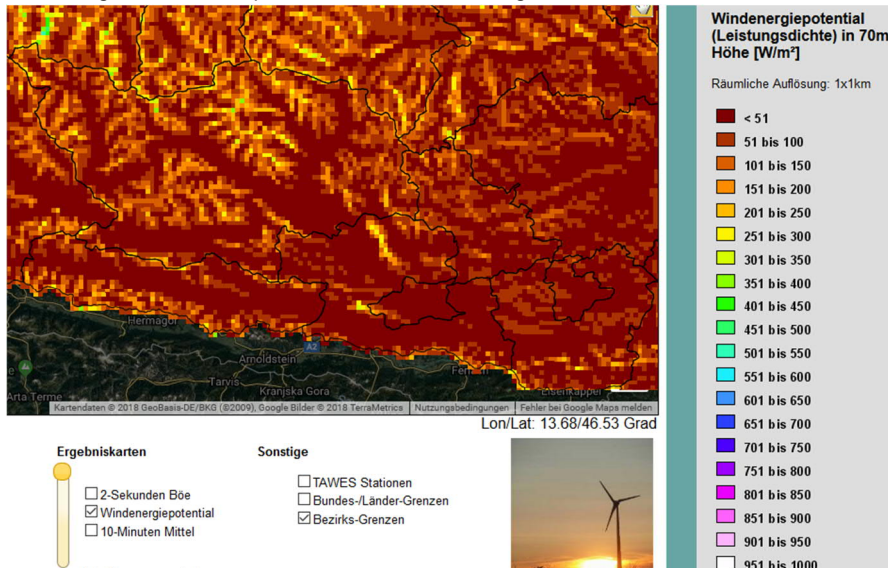 Windenergiepotential
(Leistungsdichte) in 70m
Höhe [W/m²]
Räumliche Auflösung: 1x1km
< 51
51 bis 100
101 bis 150
151 bis 200
201 bis 250
251 bis 300
301 bis 350
351 bis 400
401 bis 450
451 bis 500
501 bis 550
551 bis 600
601 bis 650
651 bis 700
701 bis 750
751 bis 800
801 bis 850
851 bis 900
901 bis 950
951 bis 1000
Hermagor
A2
Arnoldstein
Tarvis
Kranjska Gora
Arta Terme
Kartendaten © 2018 GeoBasis-DE/BKG (©2009), Google Bilder © 2018 TerraMetrics
Nutzungsbedingungen
Fehler bei Google Maps melden
Lon/Lat: 13.68/46.53 Grad
Ergebniskarten
2-Sekunden Böe
Windenergiepotential
10-Minuten Mittel
Sonstige
TAWES Stationen
Bundes-/Länder-Grenzen
Bezirks-Grenzen